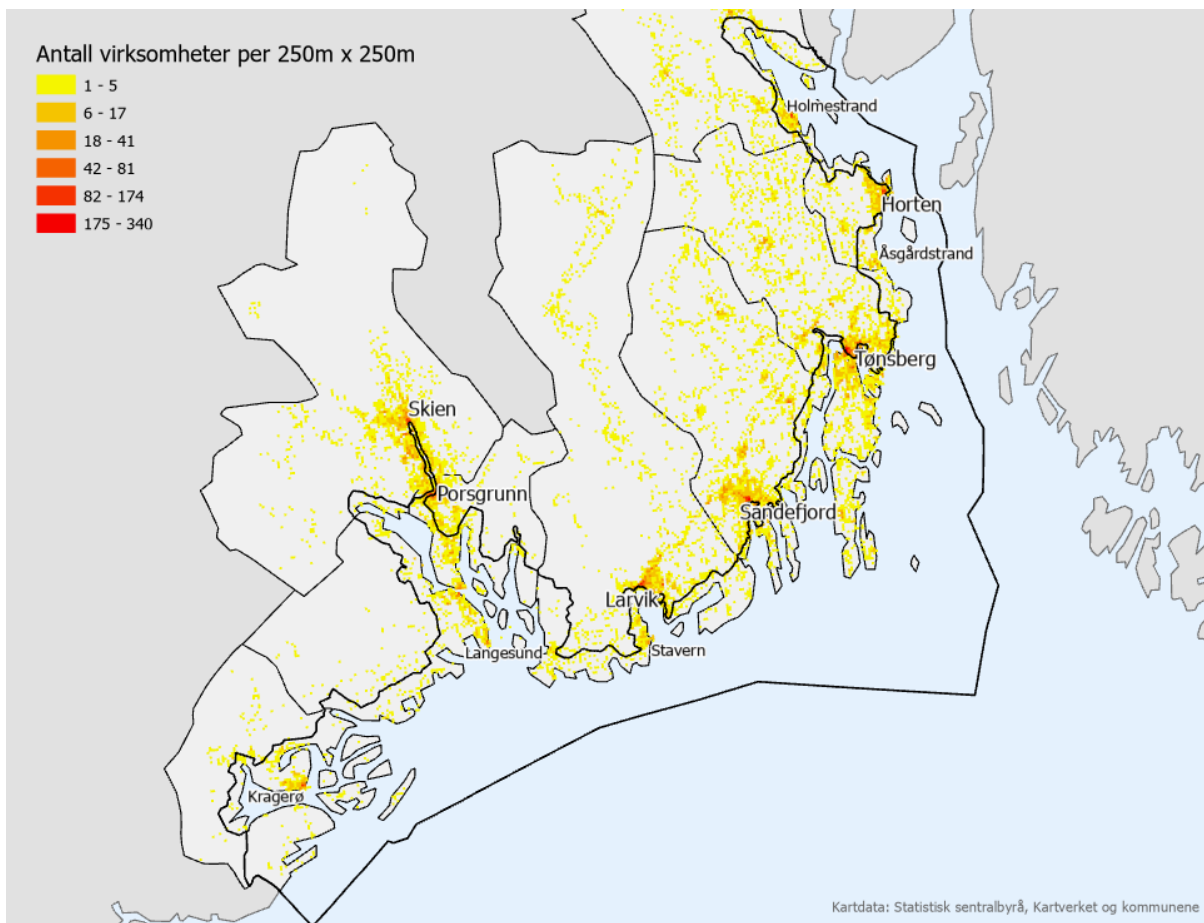 Antall virksomheter per 250m x 250m
1 - 5
6 - 17
18 - 41
42 - 81
82 - 174
175 - 340
Holmestrand
Horten
Åsgårdstrand
Tønsberg
Skien
Porsgrunn
Sandefjord
Larvik
Langesund
Stavern
Kragerø
Kartdata: Statistisk sentralbyrå, Kartverket og kommunene